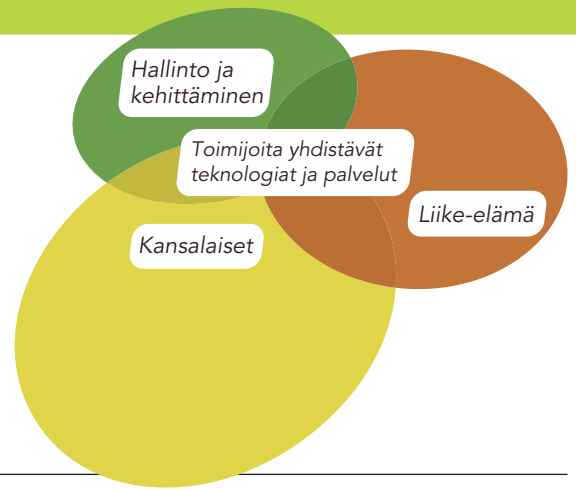 Hallinto ja
kehittäminen
Toimijoita yhdistävät
teknologiat ja palvelut
Liike-elämä
Kansalaiset